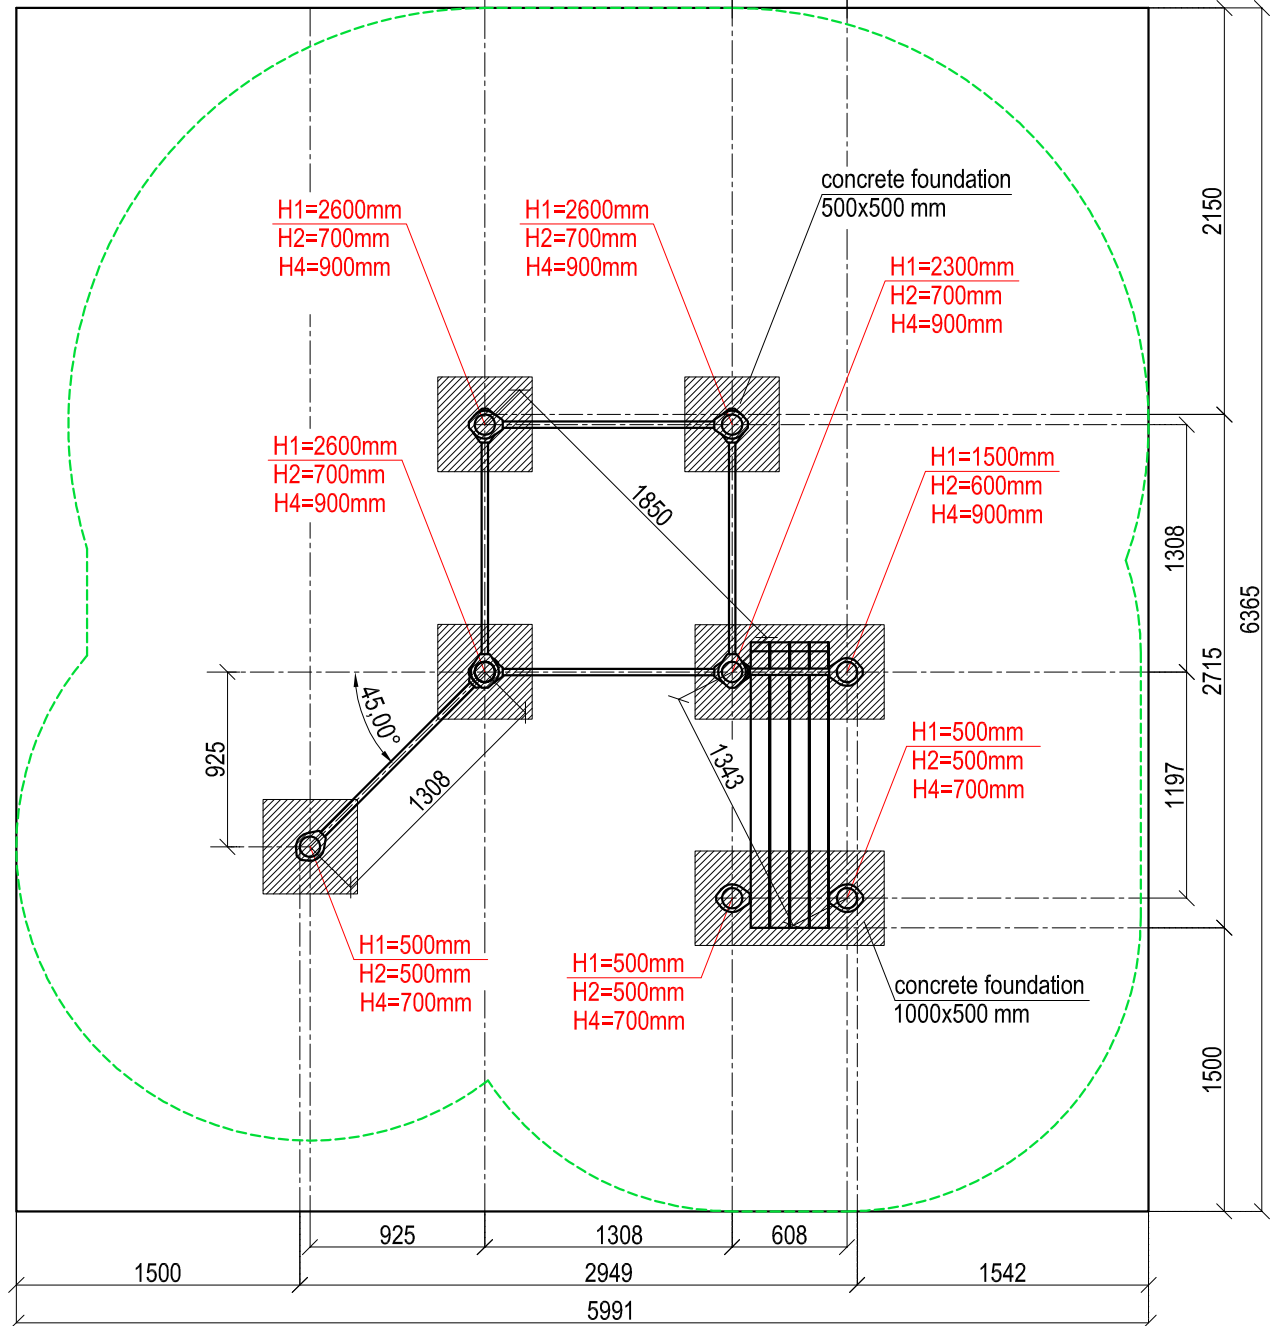 concrete foundation
500x500 mm
2150
H1=2600mm
H2=700mm
H4=900mm
H1=2600mm
H2=700mm
H4=900mm
H1=2300mm
H2=700mm
H4=900mm
H1=2600mm
H2=700mm
H4=900mm
H1=1500mm
H2=600mm
H4=900mm
1850
1308
6365
2715
45,00°
925
1308
1343
H1=500mm
H2=500mm
H4=700mm
1197
H1=500mm
H2=500mm
H4=700mm
H1=500mm
H2=500mm
H4=700mm
concrete foundation
1000x500 mm
1500
925
1308
608
1500
2949
1542
5991